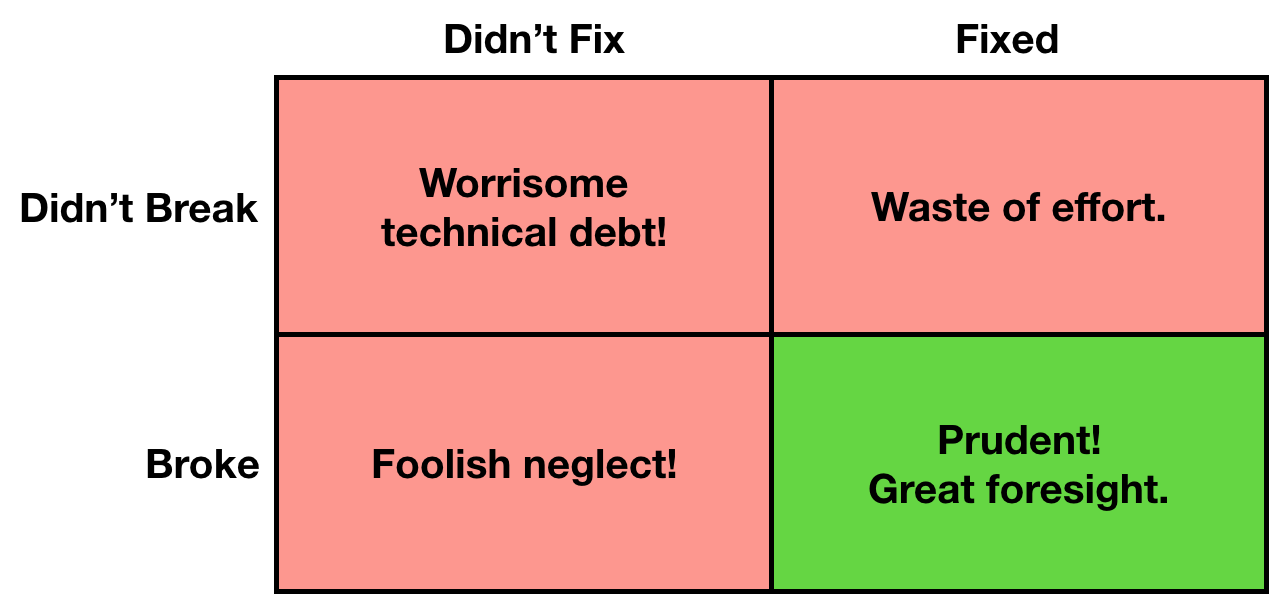 Didn’t Fix
Fixed
Didn’t Break
Worrisome
technical debt!
Waste of effort.
Broke
Foolish neglect!
Prudent!
Great foresight.